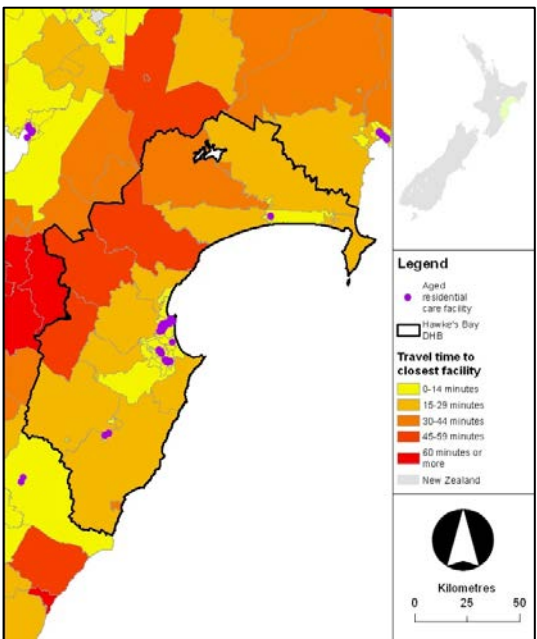 Legend
Aged
residential
care facility
Hawke's Bay
DHB
Travel time to
closest facility
0-14 minutes
15-29 minutes
30-44 minutes
45-59 minutes
60 minutes or
more
New Zealand
Kilometres
0 25 50